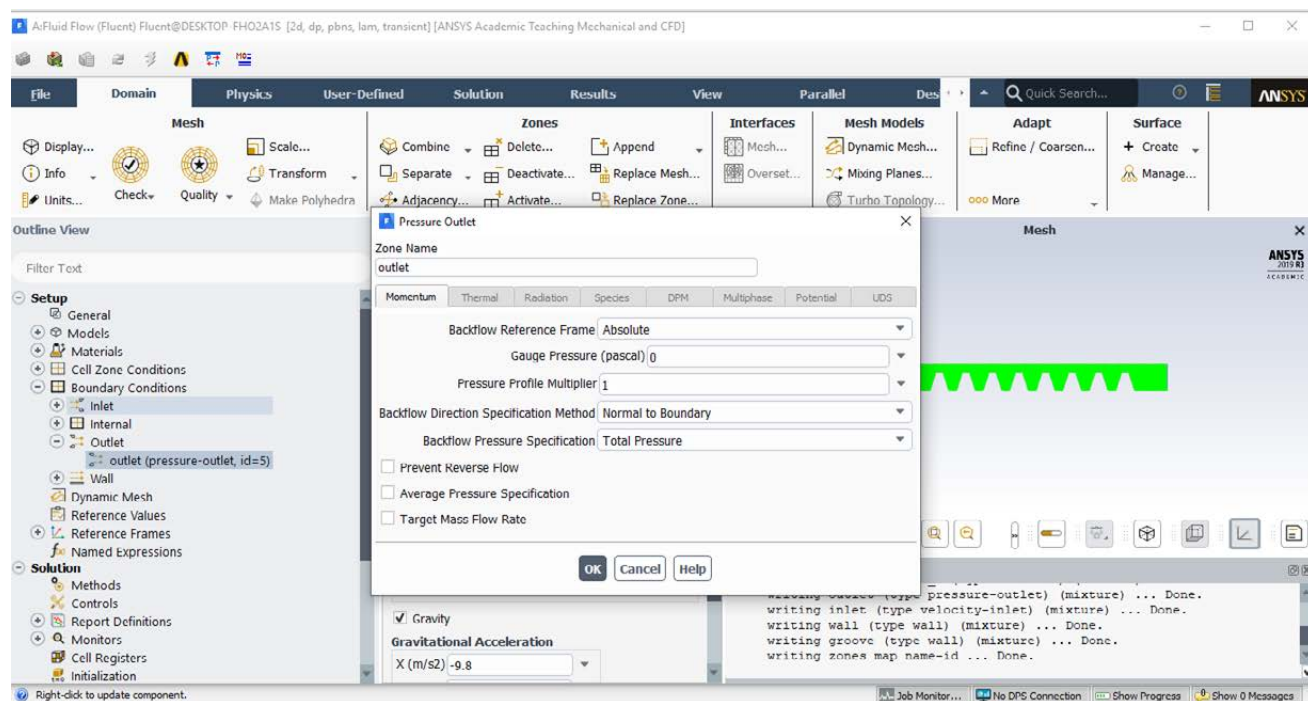 A:Fluid Flow (Fluent) Fluent@DESKTOP-FHO2A1S [2d, dp, pbns, lam, transient] [ANSYS Academic Teaching Mechanical and CFD]
File Domain Physics User-Defined Solution Results View Parallel Des Quick Search... ANSYS
Mesh Zones Interfaces Mesh Models Adapt Surface
Display... Scale... Combine Delete... Append Mesh... Dynamic Mesh... Refine / Coarsen... Create
Info Check Quality Transform Separate Deactivate... Replace Mesh... Overset... Mixing Planes... Manage...
Units... Make Polyhedra Adjacency... Activate... Replace Zone... Turbo Topology... More
Outline View
Filter Text
Setup
General
Models
Materials
Cell Zone Conditions
Boundary Conditions
Inlet
Internal
Outlet
outlet (pressure-outlet, id=5)
Wall
Dynamic Mesh
Reference Values
Reference Frames
Named Expressions
Solution
Methods
Controls
Report Definitions
Monitors
Cell Registers
Initialization
Pressure Outlet
Zone Name
outlet
Momentum Thermal Radiation Species DPM Multiphase Potential UDS
Backflow Reference Frame Absolute
Gauge Pressure (pascal) 0
Pressure Profile Multiplier 1
Backflow Direction Specification Method Normal to Boundary
Backflow Pressure Specification Total Pressure
Prevent Reverse Flow
Average Pressure Specification
Target Mass Flow Rate
OK Cancel Help
Gravity
Gravitational Acceleration
X (m/s2) -9.8
Mesh
ANSYS
2019 R3
ACADEMIC
writing outlet (type pressure-outlet) (mixture) ... Done.
writing inlet (type velocity-inlet) (mixture) ... Done.
writing wall (type wall) (mixture) ... Done.
writing groove (type wall) (mixture) ... Done.
writing zones map name-id ... Done.
Right-click to update component. Job Monitor... No DPS Connection Show Progress 0 Show 0 Messages